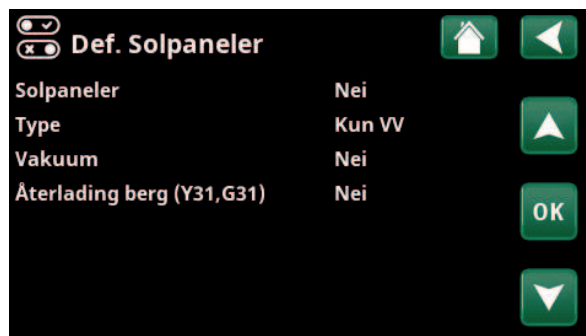 Def. Solpaneler
Solpaneler Nei
Type Kun VV
Vakuum Nei
Återlading berg (Y31,G31) Nei
OK